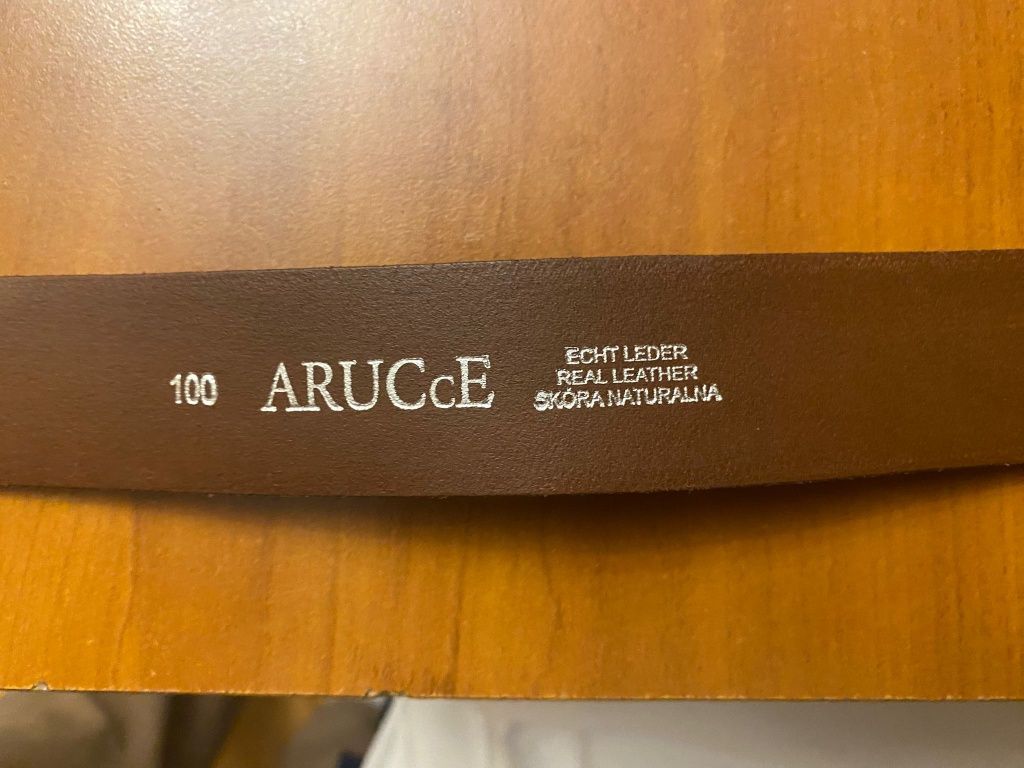 100
ARUCcE
ECHT LEDER
REAL LEATHER
SKÓRA NATURALNA